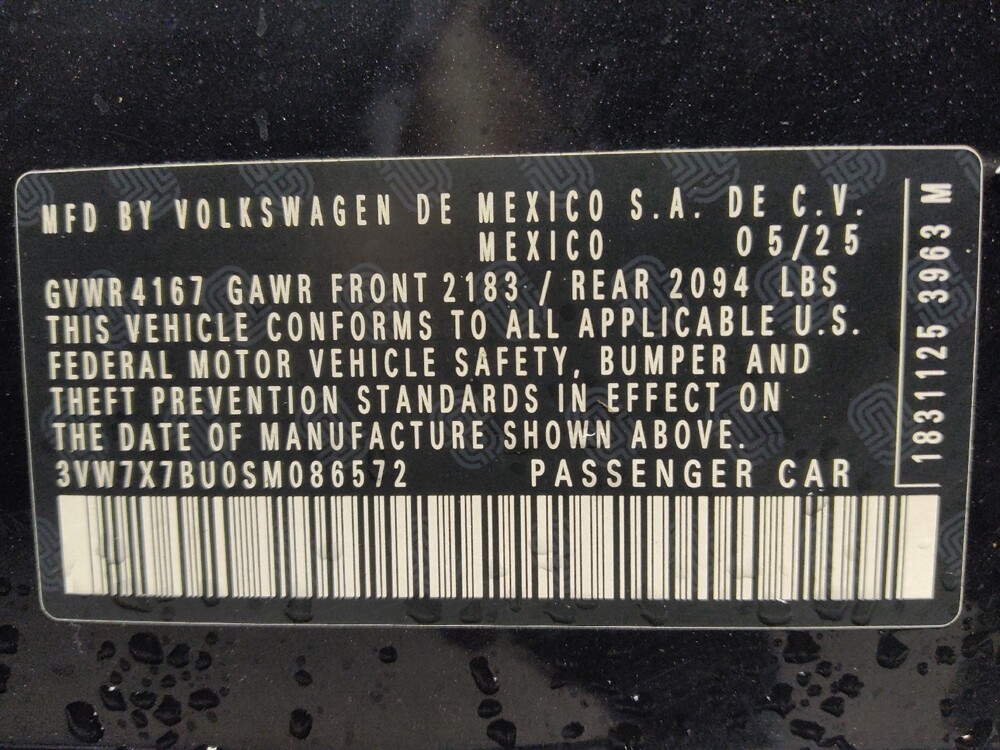 MFD BY VOLKSWAGEN DE MEXICO S.A. DE C.V.
MEXICO 05/25
GVWR 4167 GAWR FRONT 2183 / REAR 2094 LBS
THIS VEHICLE CONFORMS TO ALL APPLICABLE U.S.
FEDERAL MOTOR VEHICLE SAFETY, BUMPER AND
THEFT PREVENTION STANDARDS IN EFFECT ON
THE DATE OF MANUFACTURE SHOWN ABOVE.
3VW7X7BU0SM086572 PASSENGER CAR
1831125 3963 M